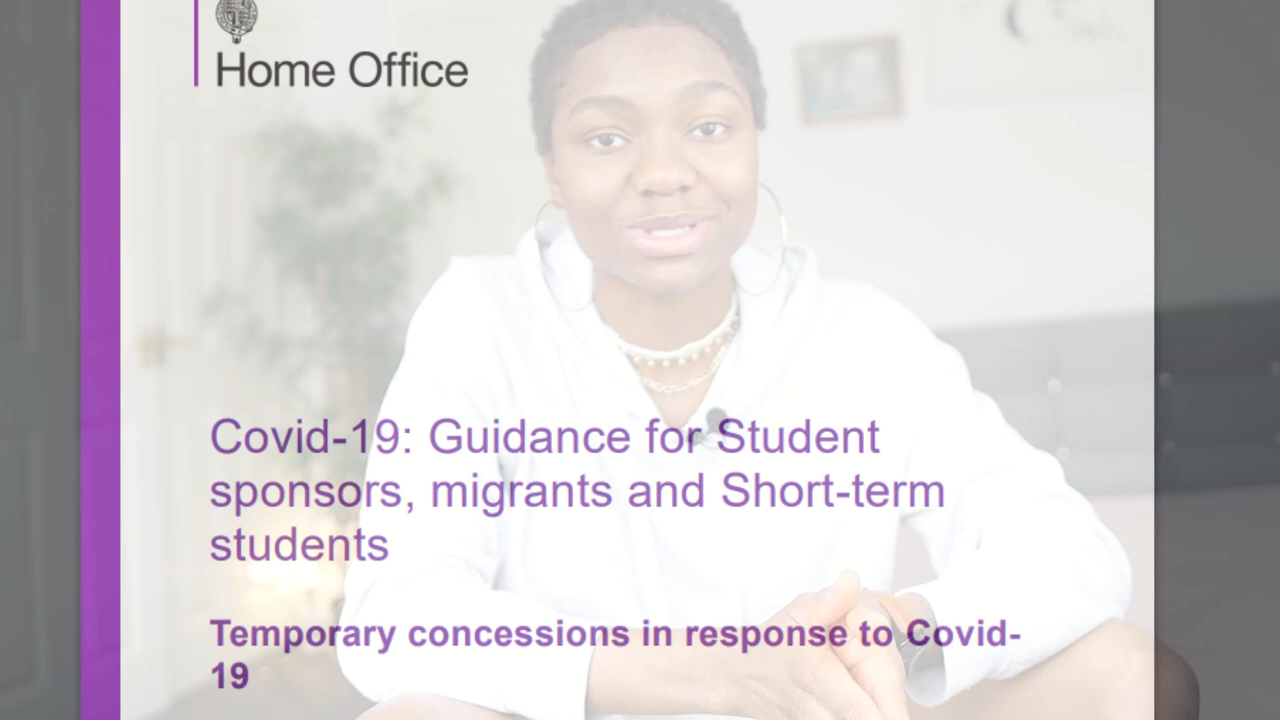 Home Office
Covid-19: Guidance for Student
sponsors, migrants and Short-term
students
Temporary concessions in response to Covid-
19